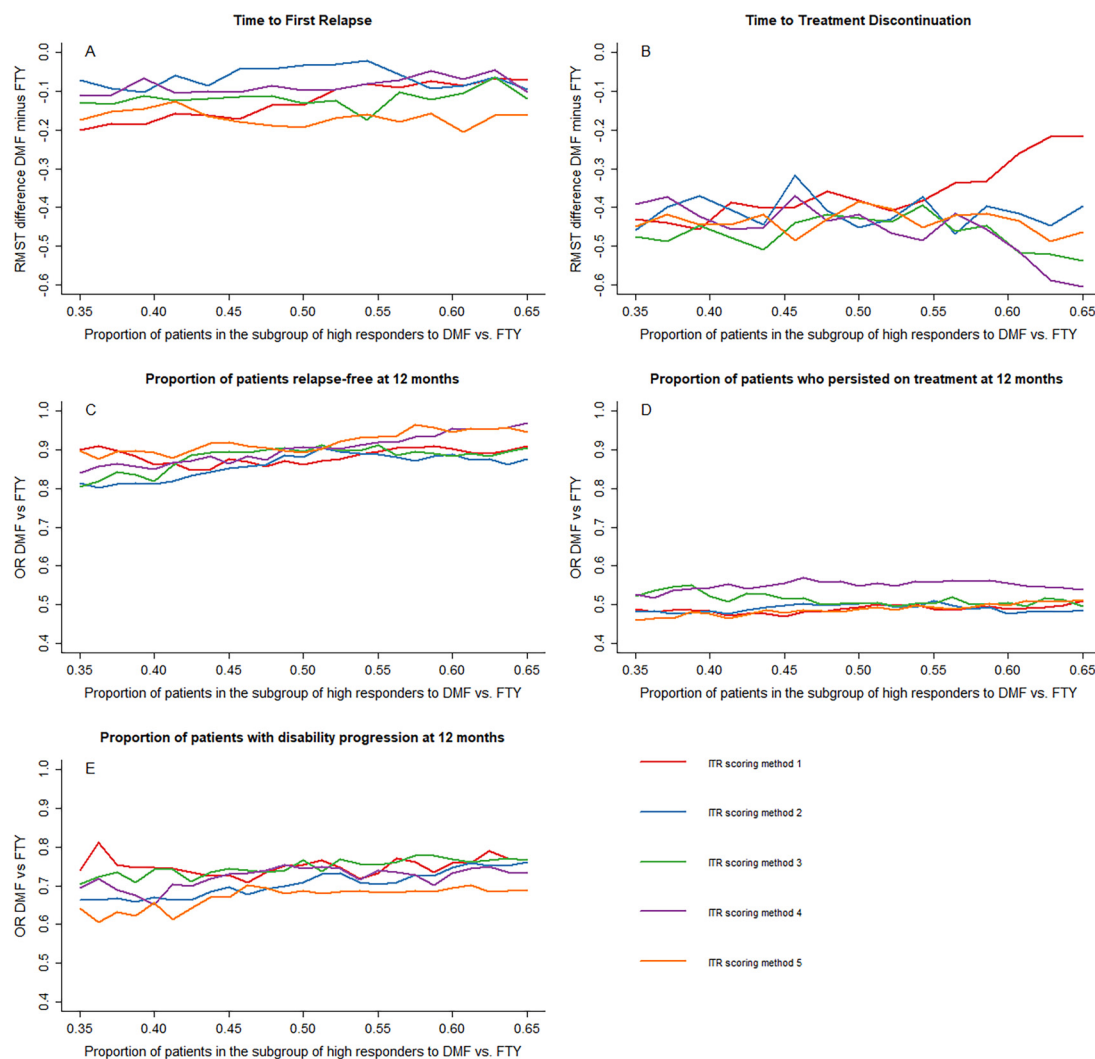 Time to First Relapse
A
RMST difference DMF minus FTY
0.0
-0.1
-0.2
-0.3
-0.4
-0.5
-0.6
0.35 0.40 0.45 0.50 0.55 0.60 0.65
Proportion of patients in the subgroup of high responders to DMF vs. FTY
Time to Treatment Discontinuation
B
RMST difference DMF minus FTY
0.0
-0.1
-0.2
-0.3
-0.4
-0.5
-0.6
0.35 0.40 0.45 0.50 0.55 0.60 0.65
Proportion of patients in the subgroup of high responders to DMF vs. FTY
Proportion of patients relapse-free at 12 months
C
OR DMF vs FTY
1.0
0.9
0.8
0.7
0.6
0.5
0.4
0.35 0.40 0.45 0.50 0.55 0.60 0.65
Proportion of patients in the subgroup of high responders to DMF vs. FTY
Proportion of patients who persisted on treatment at 12 months
D
OR DMF vs FTY
1.0
0.9
0.8
0.7
0.6
0.5
0.4
0.35 0.40 0.45 0.50 0.55 0.60 0.65
Proportion of patients in the subgroup of high responders to DMF vs. FTY
Proportion of patients with disability progression at 12 months
E
OR DMF vs FTY
1.0
0.9
0.8
0.7
0.6
0.5
0.4
0.35 0.40 0.45 0.50 0.55 0.60 0.65
Proportion of patients in the subgroup of high responders to DMF vs. FTY
ITR scoring method 1
ITR scoring method 2
ITR scoring method 3
ITR scoring method 4
ITR scoring method 5